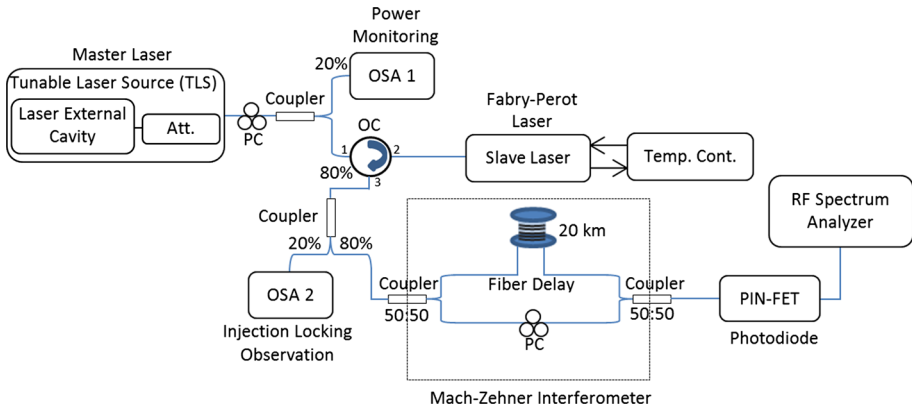 Power
Monitoring
Master Laser
Tunable Laser Source (TLS)
Laser External
Cavity
Att.
PC
Coupler
20%
OSA 1
OC
1
2
3
80%
Fabry-Perot
Laser
Slave Laser
Temp. Cont.
Coupler
20%
80%
OSA 2
Injection Locking
Observation
Coupler
50:50
20 km
Fiber Delay
PC
Coupler
50:50
Mach-Zehner Interferometer
PIN-FET
Photodiode
RF Spectrum
Analyzer